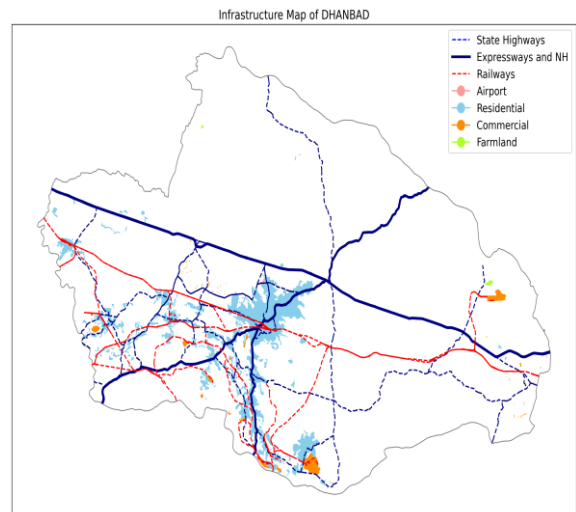 Infrastructure Map of DHANBAD
State Highways
Expressways and NH
Railways
Airport
Residential
Commercial
Farmland